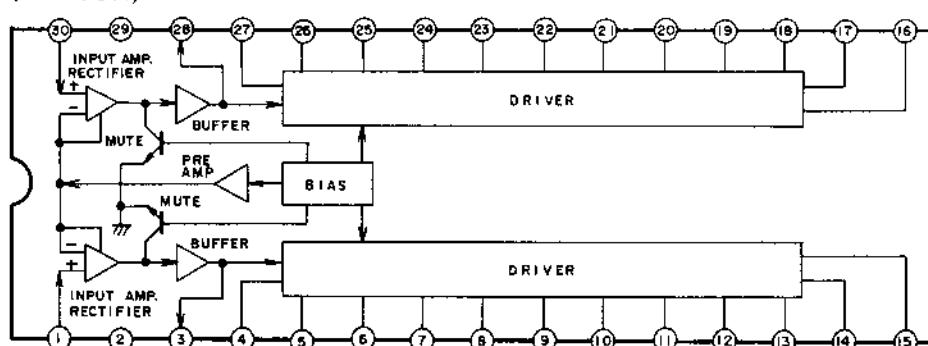 30 29 28 27 26 25 24 23 22 21 20 19 18 17 16
INPUT AMP.
RECTIFIER
+
-
DRIVER
BUFFER
MUTE
PRE
AMP
BIAS
MUTE
BUFFER
-
+
DRIVER
INPUT AMP.
RECTIFIER
1 2 3 4 5 6 7 8 9 10 11 12 13 14 15